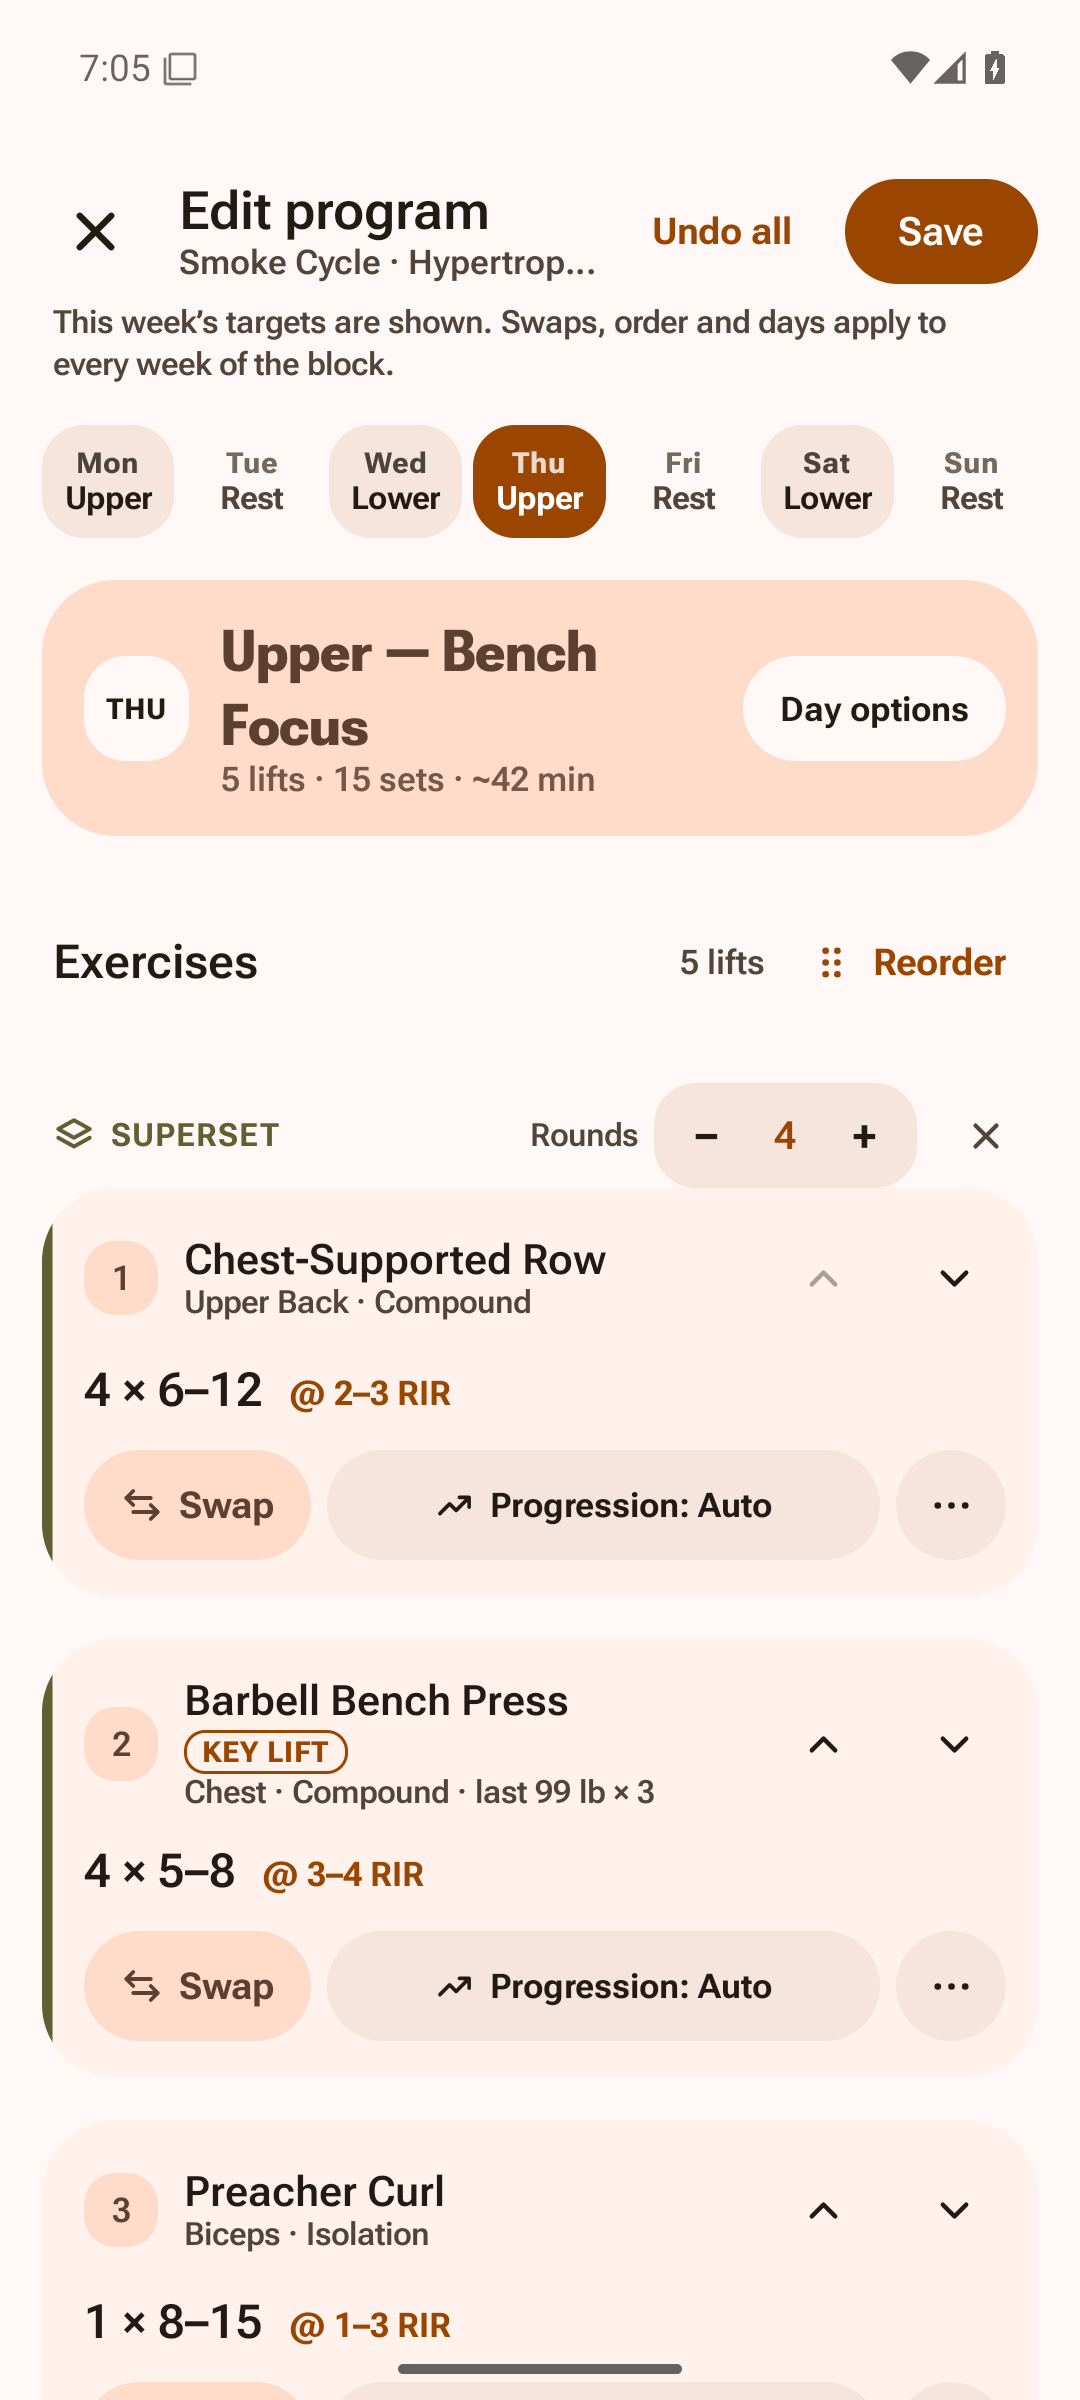 7:05
Edit program
Undo all
Save
Smoke Cycle · Hypertrop...
This week’s targets are shown. Swaps, order and days apply to
every week of the block.
Mon
Upper
Tue
Rest
Wed
Lower
Thu
Upper
Fri
Rest
Sat
Lower
Sun
Rest
THU
Upper — Bench
Focus
5 lifts · 15 sets · ~42 min
Day options
Exercises
5 lifts
Reorder
SUPERSET
Rounds
− 4 +
1
Chest-Supported Row
Upper Back · Compound
4 × 6–12 @ 2–3 RIR
Swap
Progression: Auto
2
Barbell Bench Press
KEY LIFT
Chest · Compound · last 99 lb × 3
4 × 5–8 @ 3–4 RIR
Swap
Progression: Auto
3
Preacher Curl
Biceps · Isolation
1 × 8–15 @ 1–3 RIR